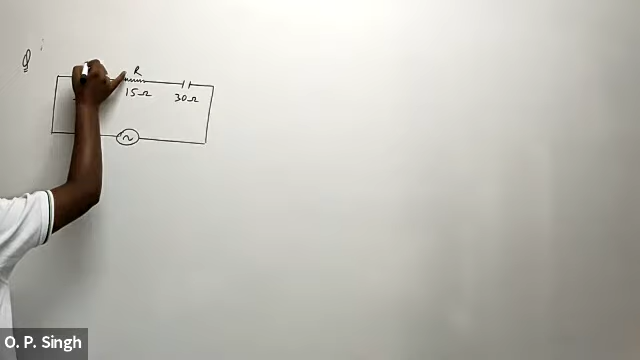 Q
R
15Ω 30Ω
~
O. P. Singh